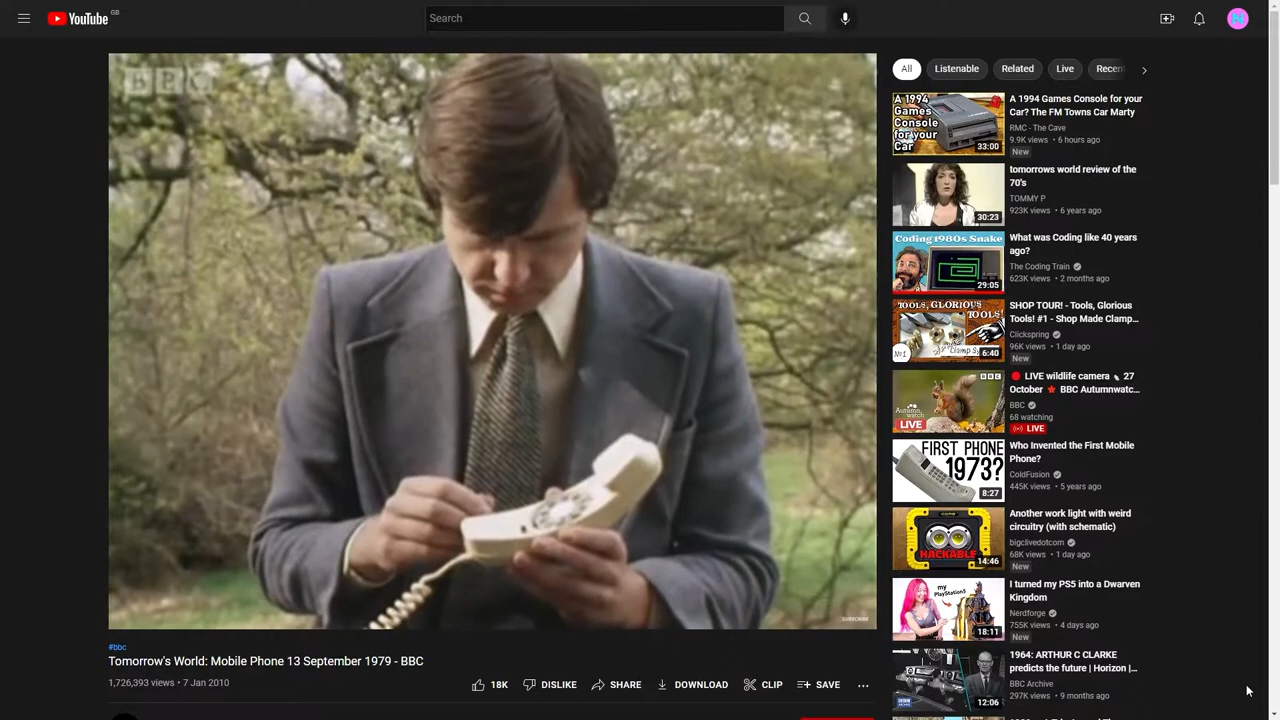 YouTube
GB
Search
BBC
SUBSCRIBE
#bbc
Tomorrow's World: Mobile Phone 13 September 1979 - BBC
1,726,393 views • 7 Jan 2010
18K
DISLIKE
SHARE
DOWNLOAD
CLIP
SAVE
All
Listenable
Related
Live
Recen
A 1994
Games
Console
for your
Car
33:00
A 1994 Games Console for your
Car? The FM Towns Car Marty
RMC - The Cave
9.9K views • 6 hours ago
New
30:23
tomorrows world review of the
70's
TOMMY P
923K views • 6 years ago
Coding 1980s Snake
29:05
What was Coding like 40 years
ago?
The Coding Train
623K views • 2 months ago
TOOLS, GLORIOUS
TOOLS!
No1
6:40
SHOP TOUR! - Tools, Glorious
Tools! #1 - Shop Made Clamp...
Clickspring
96K views • 1 day ago
New
BBC
Autumn
watch
LIVE
LIVE wildlife camera 27
October BBC Autumnwatc...
BBC
68 watching
LIVE
FIRST PHONE
1973?
8:27
Who Invented the First Mobile
Phone?
ColdFusion
445K views • 5 years ago
HACKABLE
14:46
Another work light with weird
circuitry (with schematic)
bigclivedotcom
68K views • 1 day ago
New
my
PlayStation5
18:11
I turned my PS5 into a Dwarven
Kingdom
Nerdforge
755K views • 4 days ago
New
12:06
1964: ARTHUR C CLARKE
predicts the future | Horizon |...
BBC Archive
297K views • 9 months ago